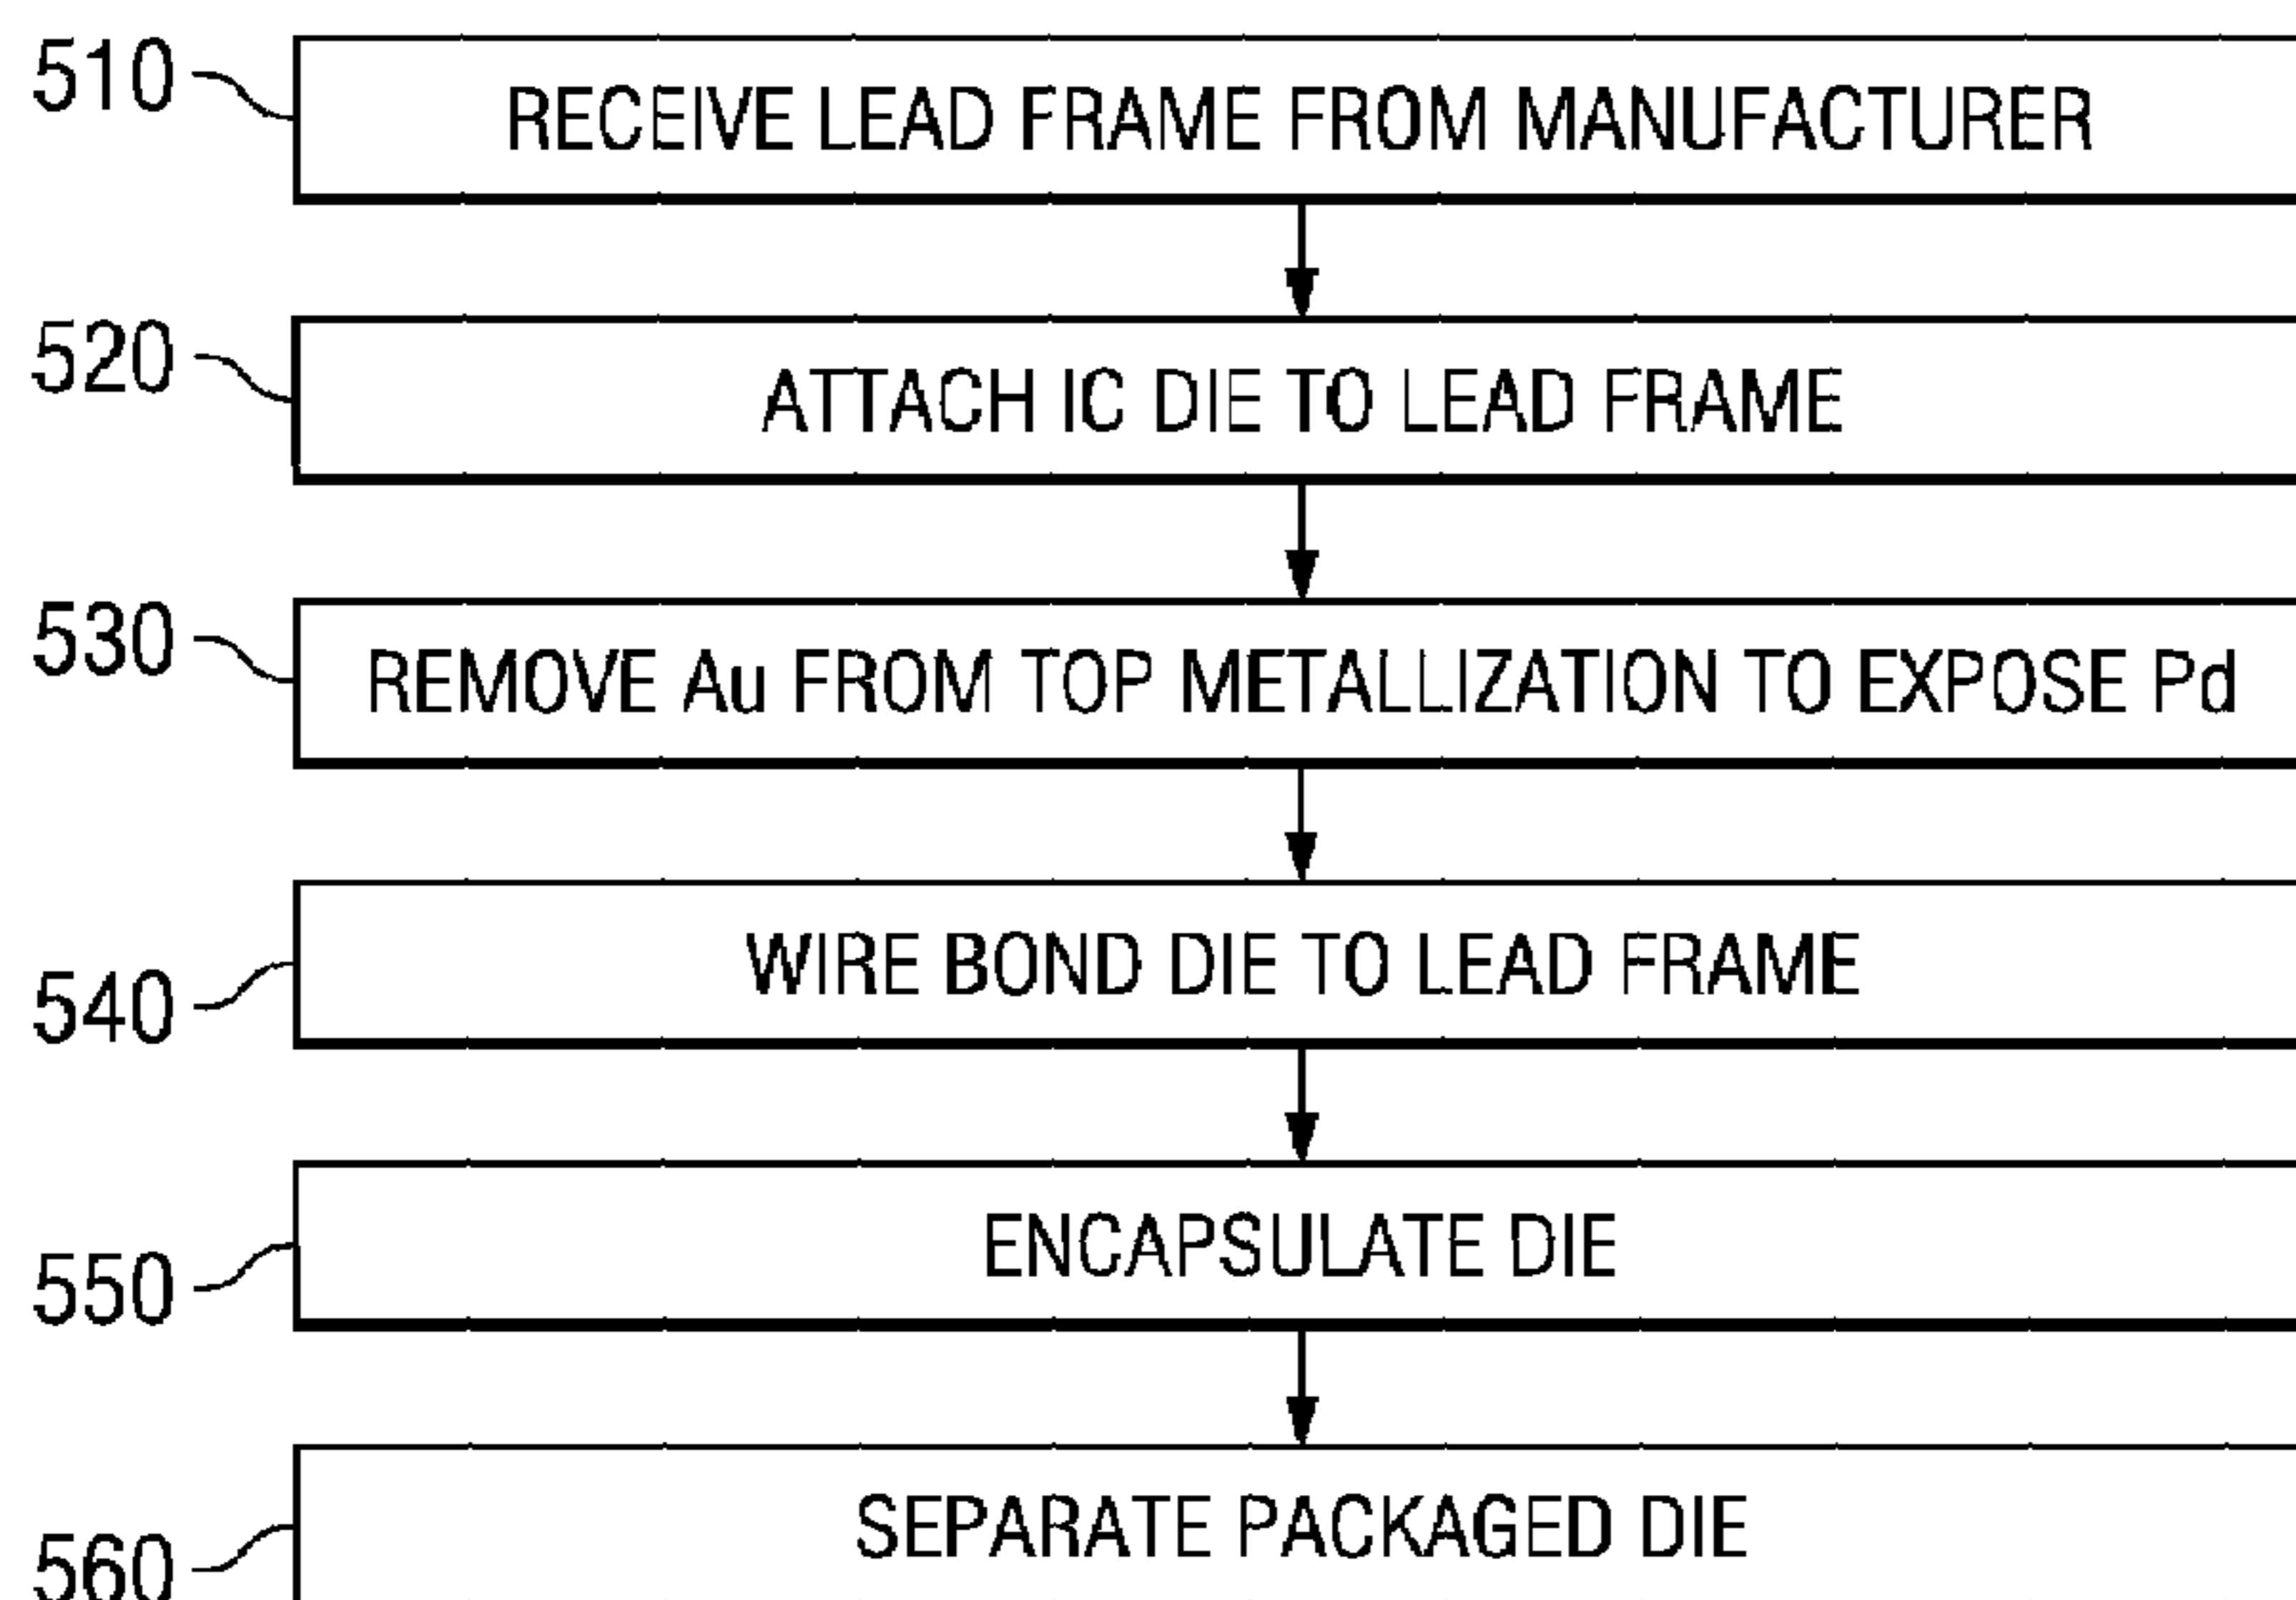 510 RECEIVE LEAD FRAME FROM MANUFACTURER
520 ATTACH IC DIE TO LEAD FRAME
530 REMOVE Au FROM TOP METALLIZATION TO EXPOSE Pd
540 WIRE BOND DIE TO LEAD FRAME
550 ENCAPSULATE DIE
560 SEPARATE PACKAGED DIE